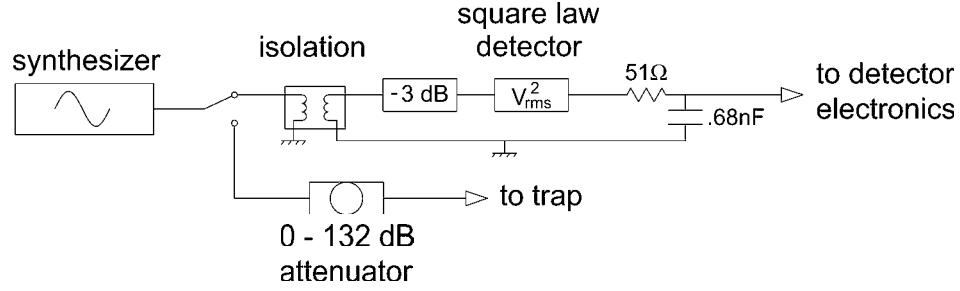 square law
detector
isolation
synthesizer
-3 dB
V²rms
51Ω
.68nF
to detector
electronics
to trap
0 - 132 dB
attenuator